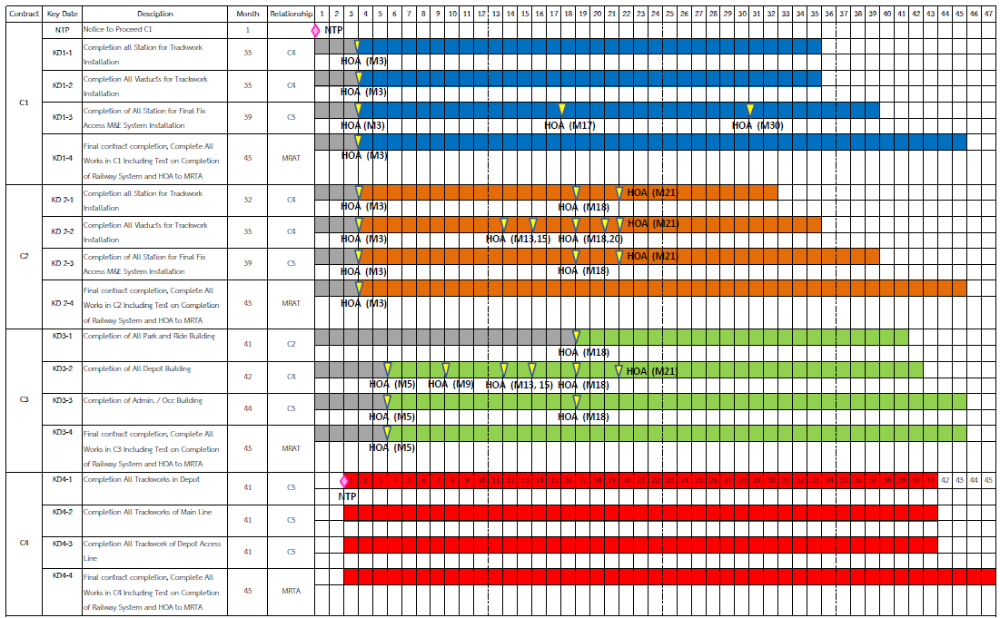 Contract Key Date Desciption Month Relationship 1 2 3 4 5 6 7 8 9 10 11 12 13 14 15 16 17 18 19 20 21 22 23 24 25 26 27 28 29 30 31 32 33 34 35 36 37 38 39 40 41 42 43 44 45 46 47
C1
NTP Notice to Proceed C1 1 NTP
KD1-1 Completion all Station for Trackwork 35 C4
Installation
HOA (M3)
KD1-2 Completion All Viaducts for Trackwork 35 C4
Installation
HOA (M3)
KD1-3 Completion of All Station for Final Fix 39 C5
Access M&E System Installation
HOA (M3) HOA (M17) HOA (M30)
KD1-4 Final contract completion, Complete All
Works in C1 Including Test on Completion 45 MRAT
of Railway System and HOA to MRTA
HOA (M3)
C2
KD 2-1 Completion all Station for Trackwork 32 C4 HOA (M21)
Installation
HOA (M3) HOA (M18)
KD 2-2 Completion All Viaducts for Trackwork 35 C4 HOA (M21)
Installation
HOA (M3) HOA (M13,15) HOA (M18,20)
KD 2-3 Completion of All Station for Final Fix 39 C5 HOA (M21)
Access M&E System Installation
HOA (M3) HOA (M18)
KD 2-4 Final contract completion, Complete All
Works in C2 Including Test on Completion 45 MRAT
of Railway System and HOA to MRTA
HOA (M3)
C3
KD3-1 Completion of All Park and Ride Building 41 C2
HOA (M18)
KD3-2 Completion of All Depot Building 42 C4 HOA (M21)
HOA (M5) HOA (M9) HOA (M13, 15) HOA (M18)
KD3-3 Completion of Admin. / Occ Building 44 C5
HOA (M5) HOA (M18)
KD3-4 Final contract completion, Complete All
Works in C3 Including Test on Completion 45 MRAT
of Railway System and HOA to MRTA
HOA (M5)
C4
KD4-1 Completion All Trackworks in Depot 41 C5 1 2 3 4 5 6 7 8 9 10 11 12 13 14 15 16 17 18 19 20 21 22 23 24 25 26 27 28 29 30 31 32 33 34 35 36 37 38 39 40 41 42 43 44 45
NTP
KD4-2 Completion All Trackworks of Main Line 41 C5
KD4-3 Completion All Trackwork of Depot Access 41 C5
Line
KD4-4 Final contract completion, Complete All
Works in C4 Including Test on Completion 45 MRTA
of Railway System and HOA to MRTA